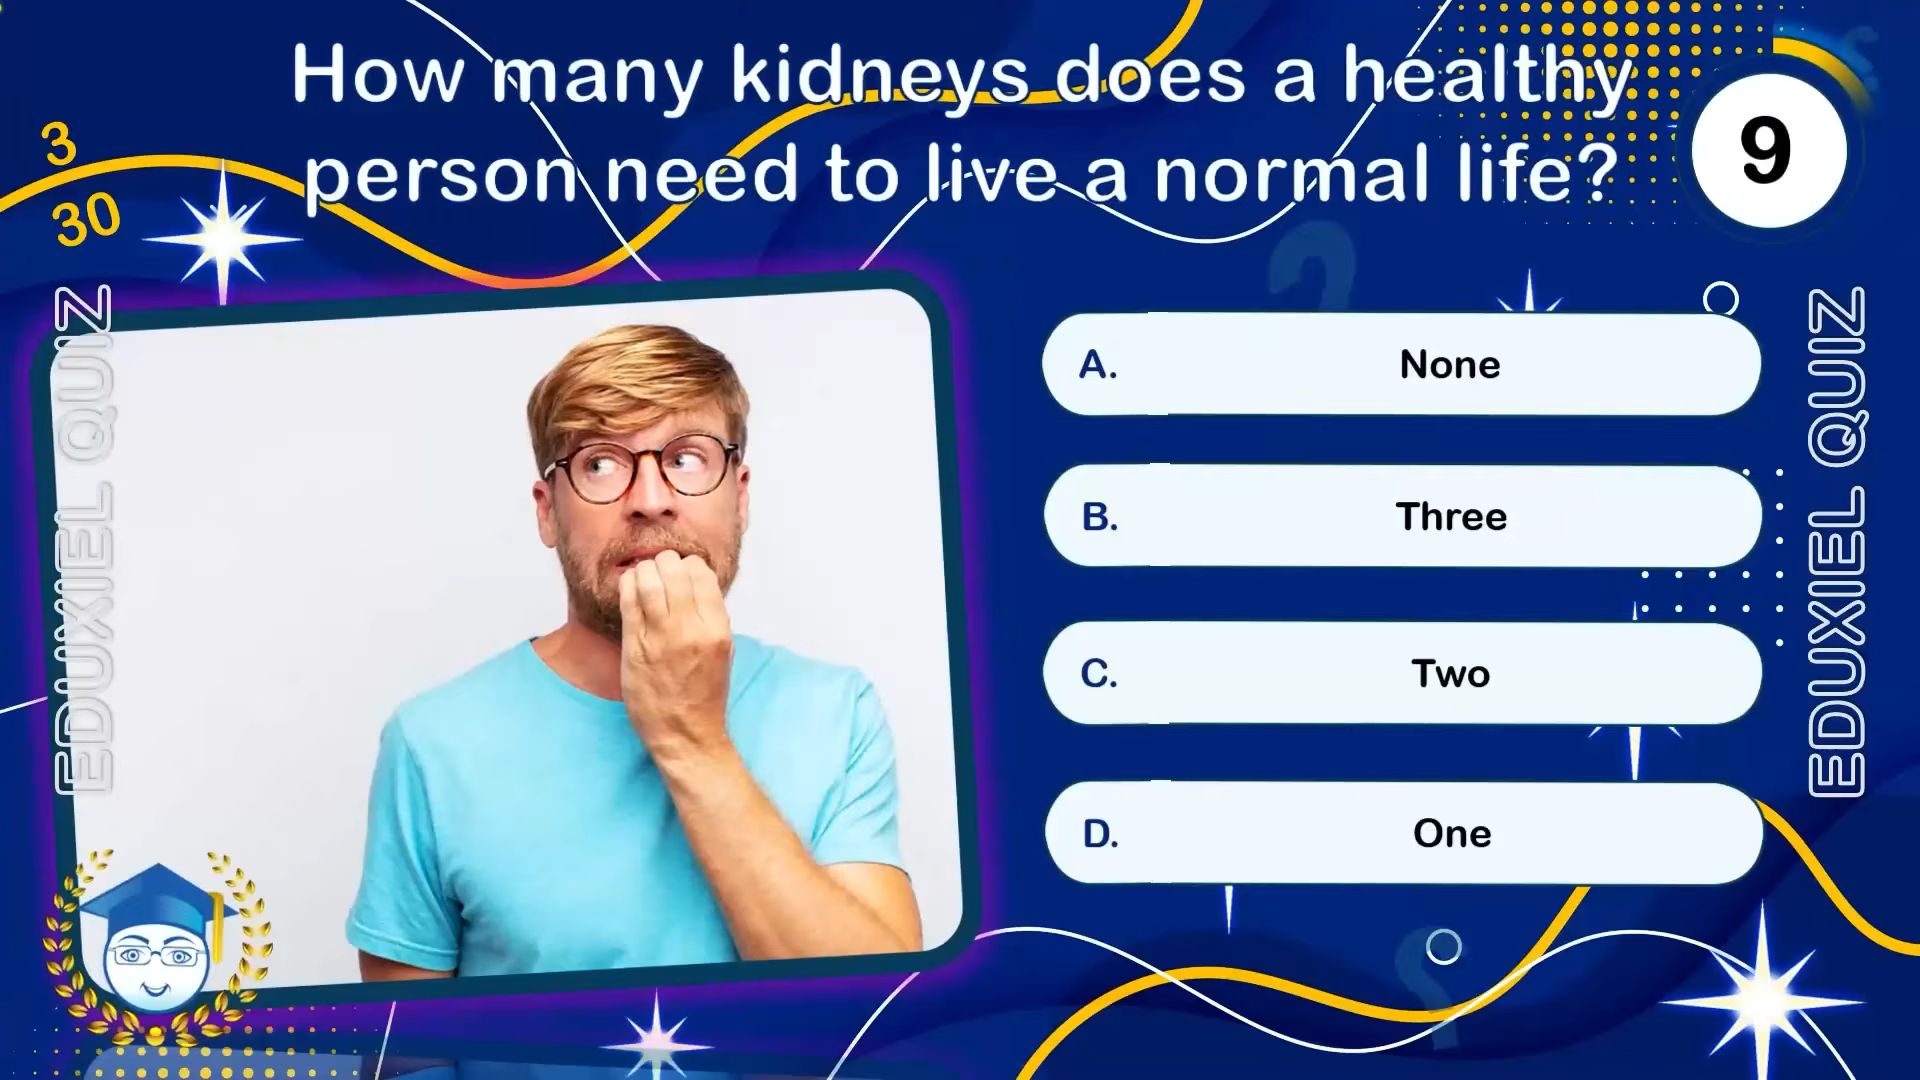 How many kidneys does a healthy
person need to live a normal life?
9
3
30
EDUXIEL QUIZ
A. None
B. Three
C. Two
D. One
EDUXIEL QUIZ